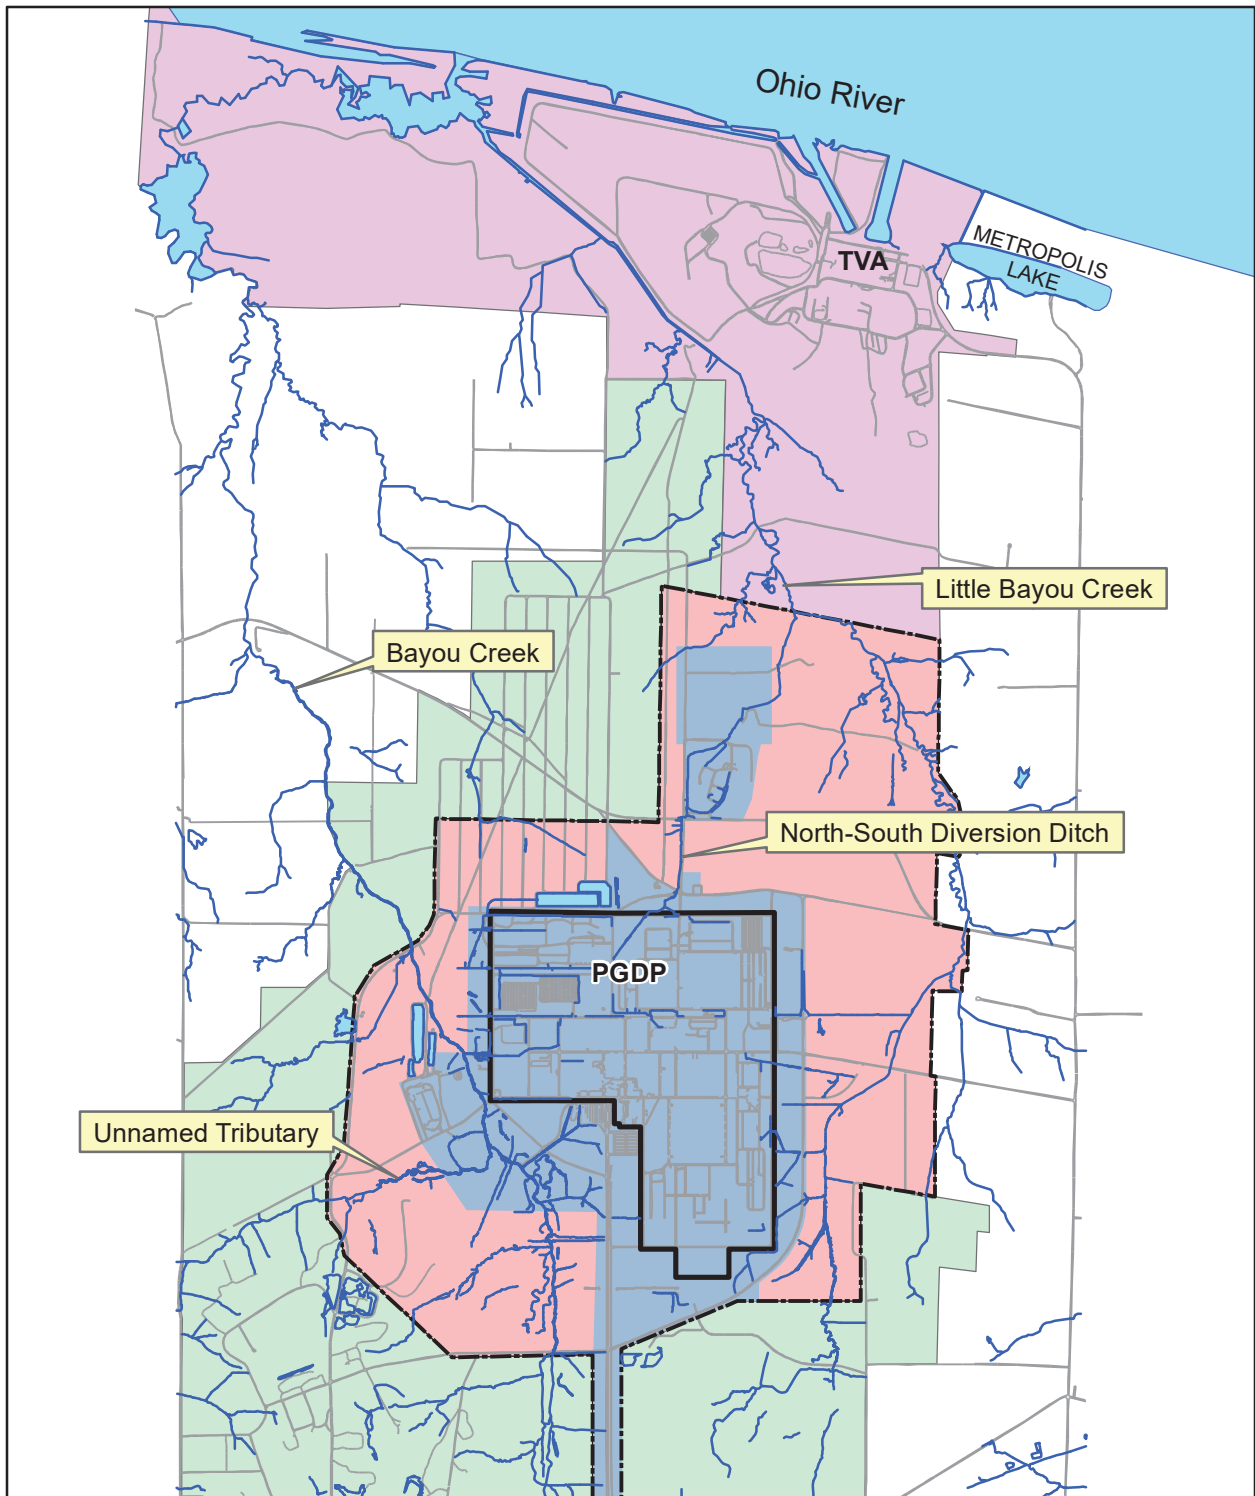 Ohio River
METROPOLIS
LAKE
TVA
Little Bayou Creek
Bayou Creek
North-South Diversion Ditch
PGDP
Unnamed Tributary